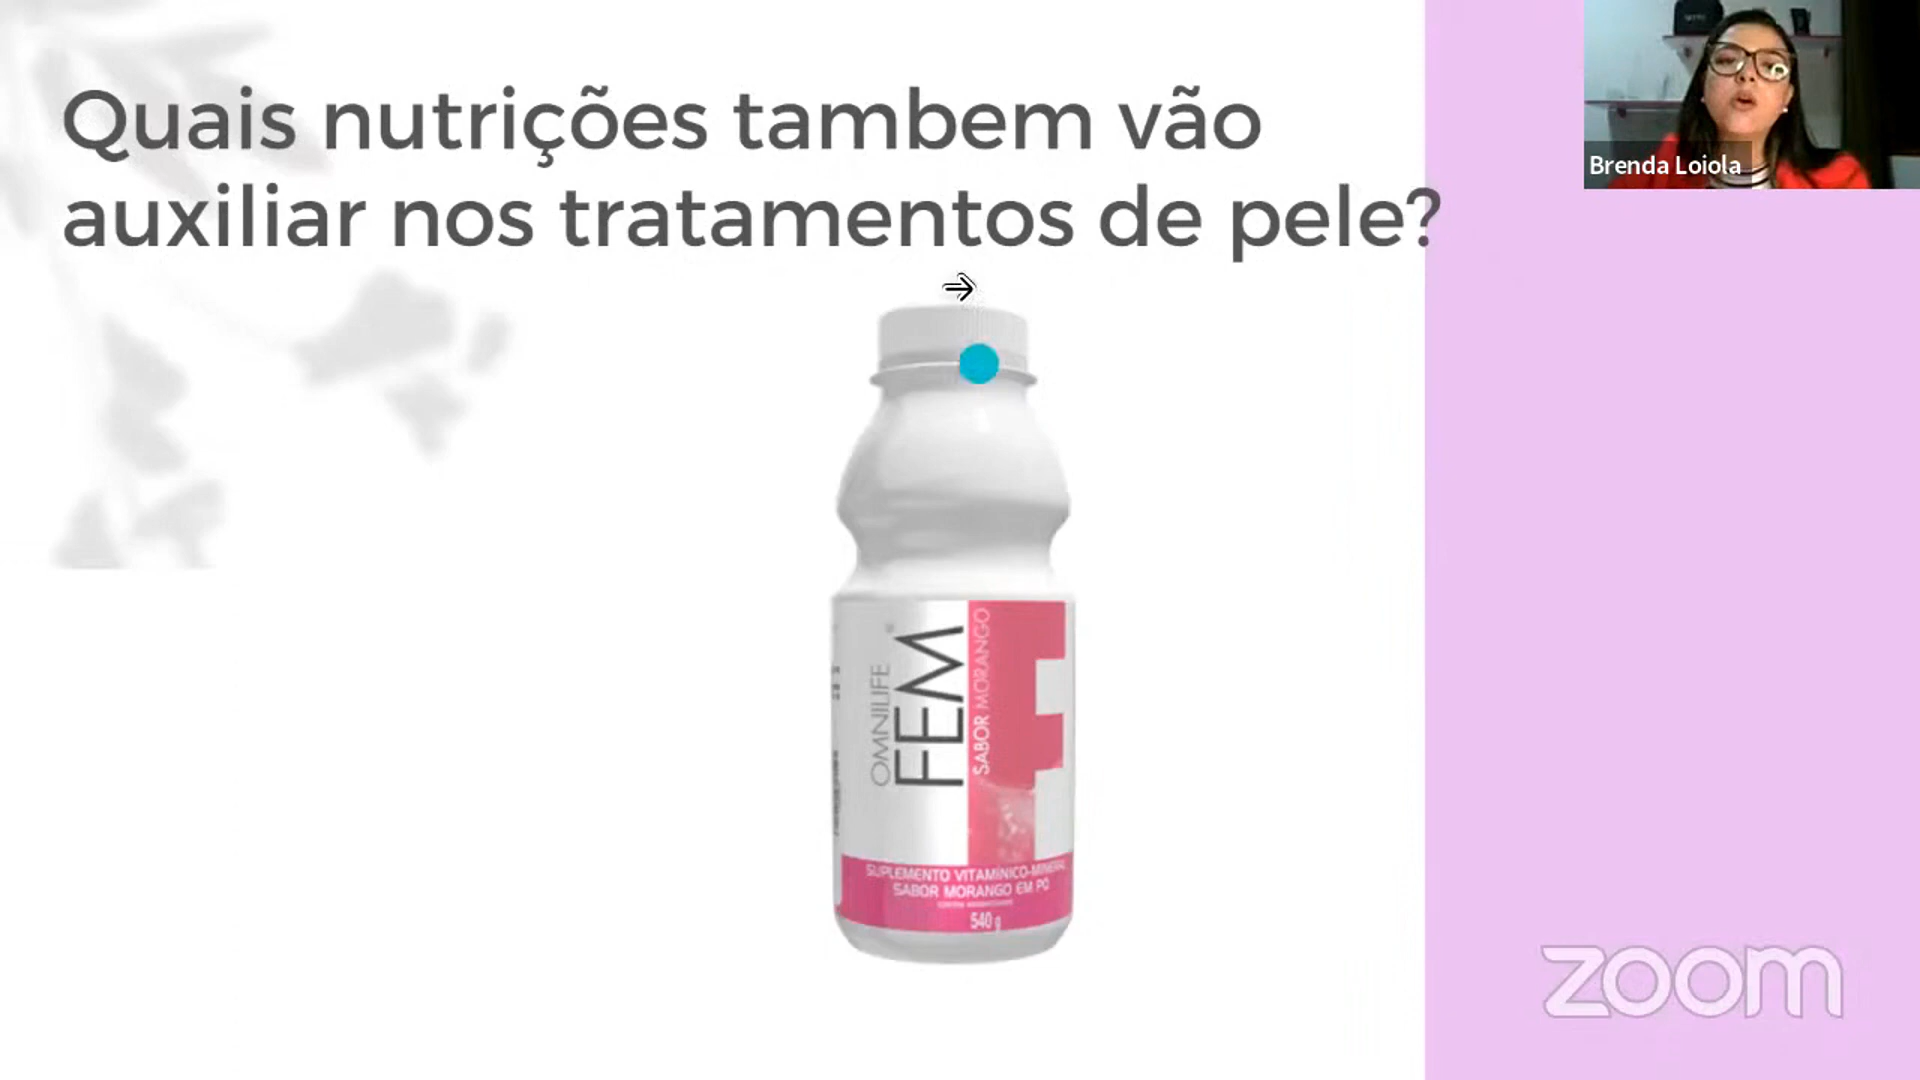 Quais nutrições tambem vão
auxiliar nos tratamentos de pele?
Brenda Loiola
OMNILIFE
FEM
®
SABOR MORANGO
SUPLEMENTO VITAMÍNICO-MINERAL
SABOR MORANGO EM PÓ
540 g
zoom